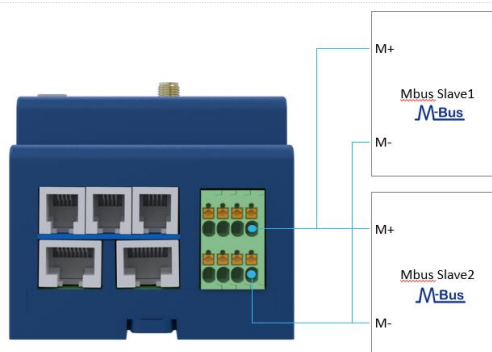 M+
Mbus Slave1
M-Bus
M-
M+
Mbus Slave2
M-Bus
M-